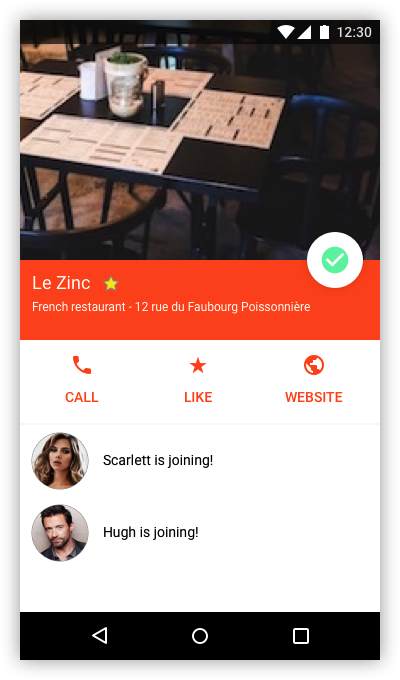 12:30
Le Zinc
French restaurant - 12 rue du Faubourg Poissonnière
CALL
LIKE
WEBSITE
Scarlett is joining!
Hugh is joining!